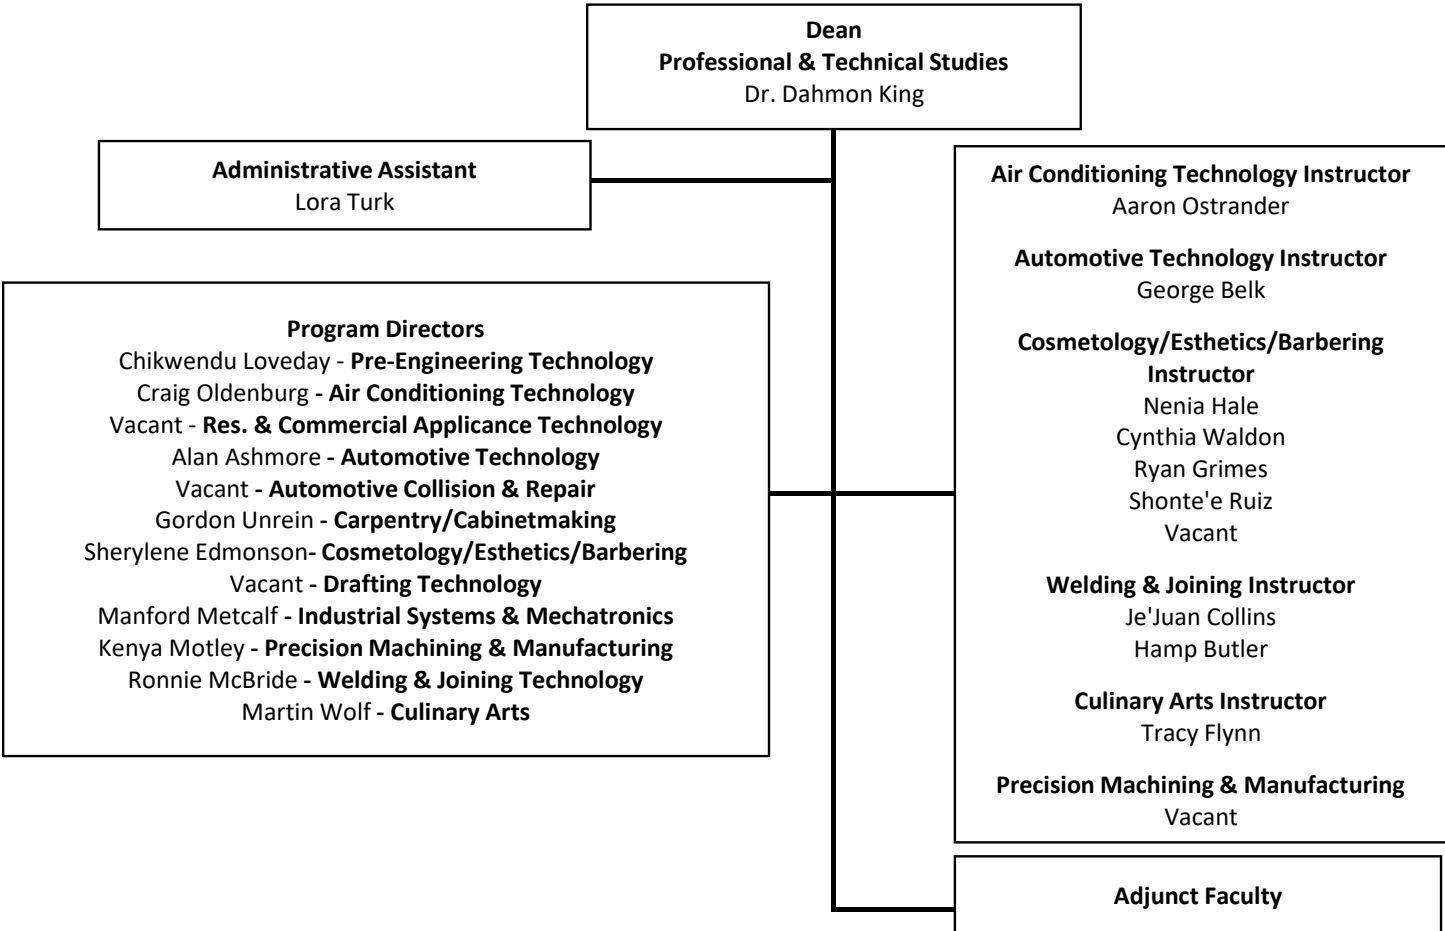 Dean
Professional & Technical Studies
Dr. Dahmon King
Administrative Assistant
Lora Turk
Program Directors
Chikwendu Loveday - Pre-Engineering Technology
Craig Oldenburg - Air Conditioning Technology
Vacant - Res. & Commercial Applicance Technology
Alan Ashmore - Automotive Technology
Vacant - Automotive Collision & Repair
Gordon Unrein - Carpentry/Cabinetmaking
Sherylene Edmonson- Cosmetology/Esthetics/Barbering
Vacant - Drafting Technology
Manford Metcalf - Industrial Systems & Mechatronics
Kenya Motley - Precision Machining & Manufacturing
Ronnie McBride - Welding & Joining Technology
Martin Wolf - Culinary Arts
Air Conditioning Technology Instructor
Aaron Ostrander
Automotive Technology Instructor
George Belk
Cosmetology/Esthetics/Barbering
Instructor
Nenia Hale
Cynthia Waldon
Ryan Grimes
Shonte'e Ruiz
Vacant
Welding & Joining Instructor
Je'Juan Collins
Hamp Butler
Culinary Arts Instructor
Tracy Flynn
Precision Machining & Manufacturing
Vacant
Adjunct Faculty